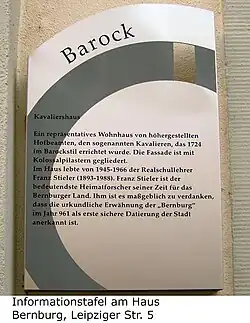 Barock
Kavaliershaus
Ein repräsentatives Wohnhaus von höhergestellten
Hofbeamten, den sogenannten Kavalieren, das 1724
im Barockstil errichtet wurde. Die Fassade ist mit
Kolossalpilastern gegliedert.
Im Haus lebte von 1945-1966 der Realschullehrer
Franz Stieler (1893-1988). Franz Stieler ist der
bedeutendste Heimatforscher seiner Zeit für das
Bernburger Land. Ihm ist es maßgeblich zu verdanken,
dass die urkundliche Erwähnung der „Bernburg"
im Jahr 961 als erste sichere Datierung der Stadt
anerkannt ist.
Informationstafel am Haus
Bernburg, Leipziger Str. 5